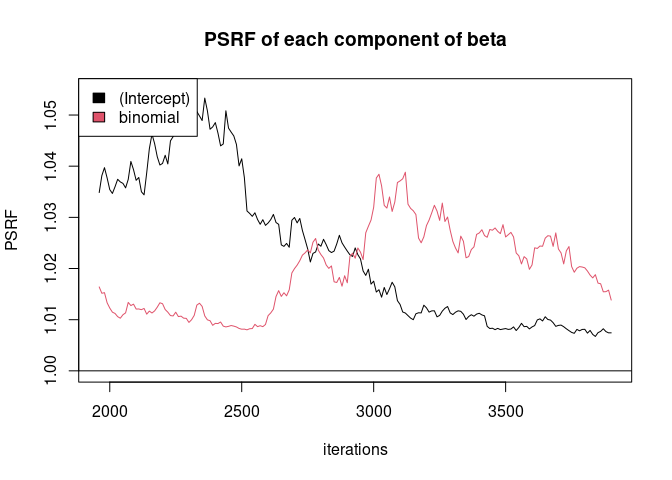 PSRF of each component of beta
(Intercept)
binomial
PSRF
1.05
1.04
1.03
1.02
1.01
1.00
2000 2500 3000 3500
iterations